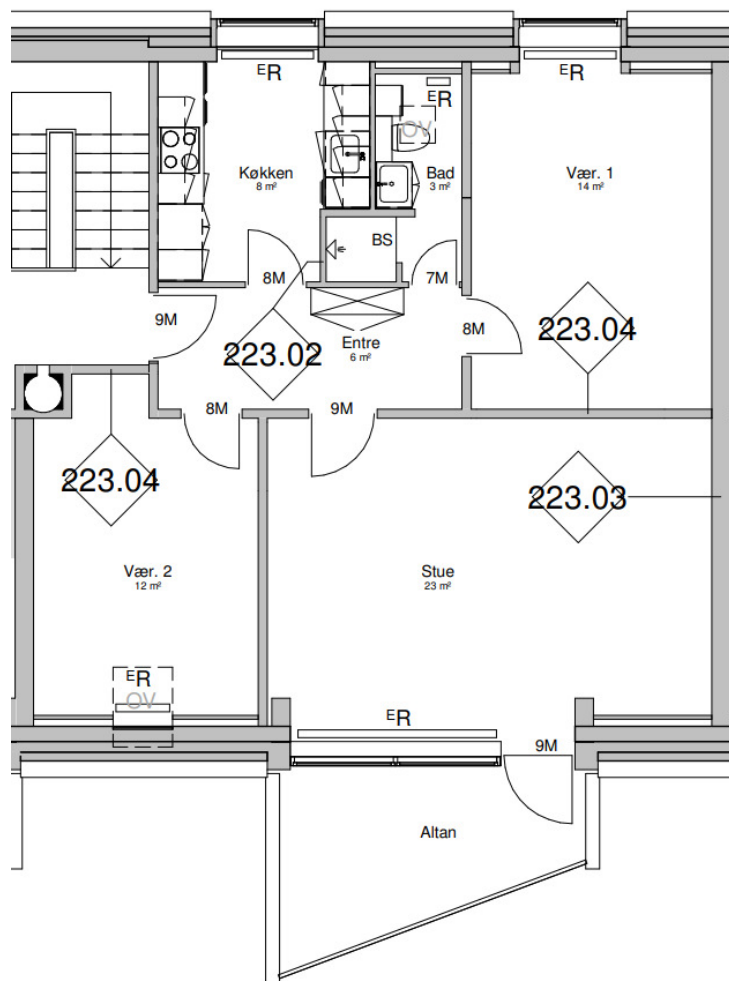 ER
ER
ER
OV
Køkken
8 m²
Bad
3 m²
Vær. 1
14 m²
BS
8M
7M
9M
8M
Entre
6 m²
223.02
223.04
8M
9M
223.04
223.03
Vær. 2
12 m²
Stue
23 m²
ER
OV
ER
9M
Altan